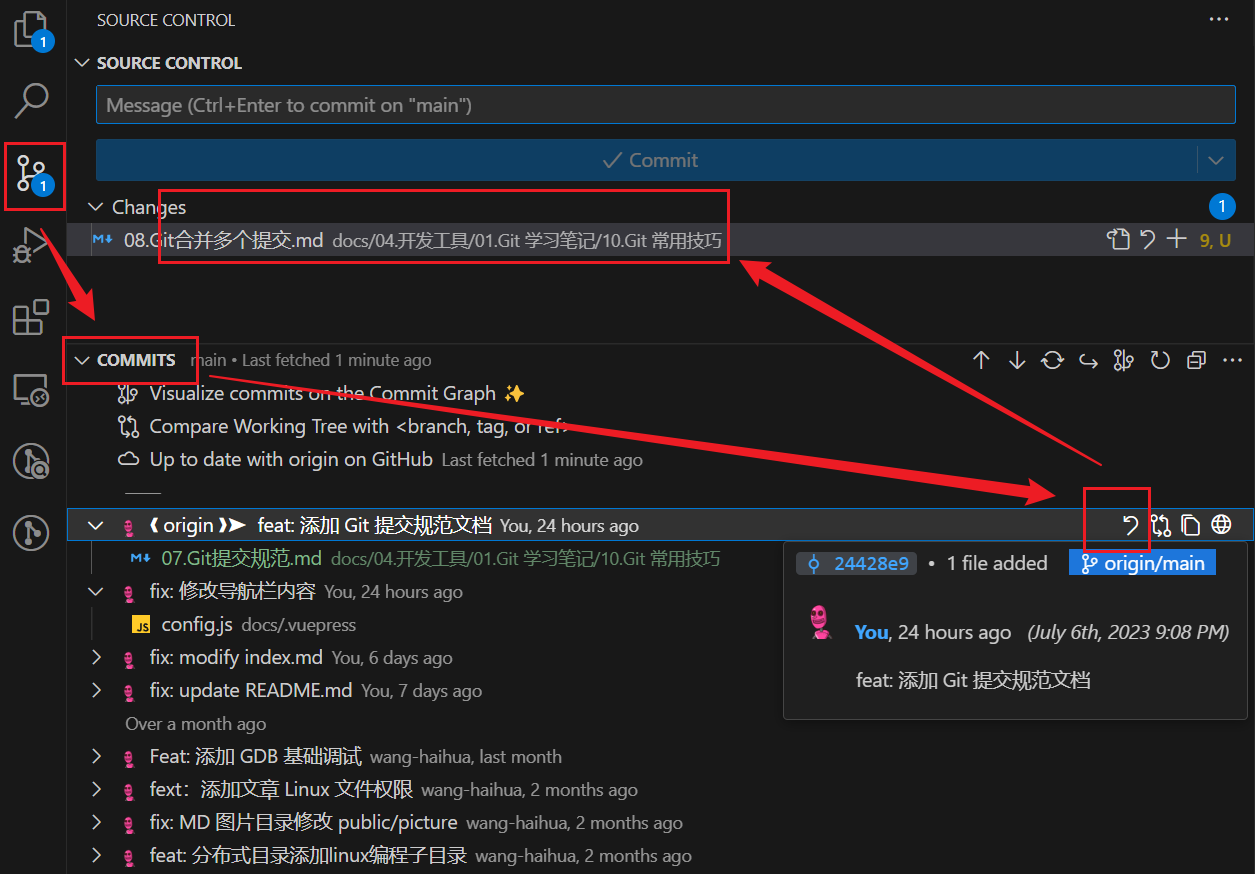 SOURCE CONTROL
SOURCE CONTROL
Message (Ctrl+Enter to commit on "main")
Commit
Changes 1
08.Git合并多个提交.md docs/04.开发工具/01.Git 学习笔记/10.Git 常用技巧 9, U
1
1
COMMITS main • Last fetched 1 minute ago
Visualize commits on the Commit Graph ✨
Compare Working Tree with <branch, tag, or ref>
Up to date with origin on GitHub Last fetched 1 minute ago
❰ origin ❱➤ feat: 添加 Git 提交规范文档 You, 24 hours ago
07.Git提交规范.md docs/04.开发工具/01.Git 学习笔记/10.Git 常用技巧
fix: 修改导航栏内容 You, 24 hours ago
JS config.js docs/.vuepress
fix: modify index.md You, 6 days ago
fix: update README.md You, 7 days ago
Over a month ago
Feat: 添加 GDB 基础调试 wang-haihua, last month
fext：添加文章 Linux 文件权限 wang-haihua, 2 months ago
fix: MD 图片目录修改 public/picture wang-haihua, 2 months ago
feat: 分布式目录添加linux编程子目录 wang-haihua, 2 months ago
24428e9 • 1 file added origin/main
You, 24 hours ago (July 6th, 2023 9:08 PM)
feat: 添加 Git 提交规范文档